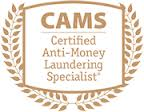 CAMS
Certified
Anti-Money
Laundering
Specialist®